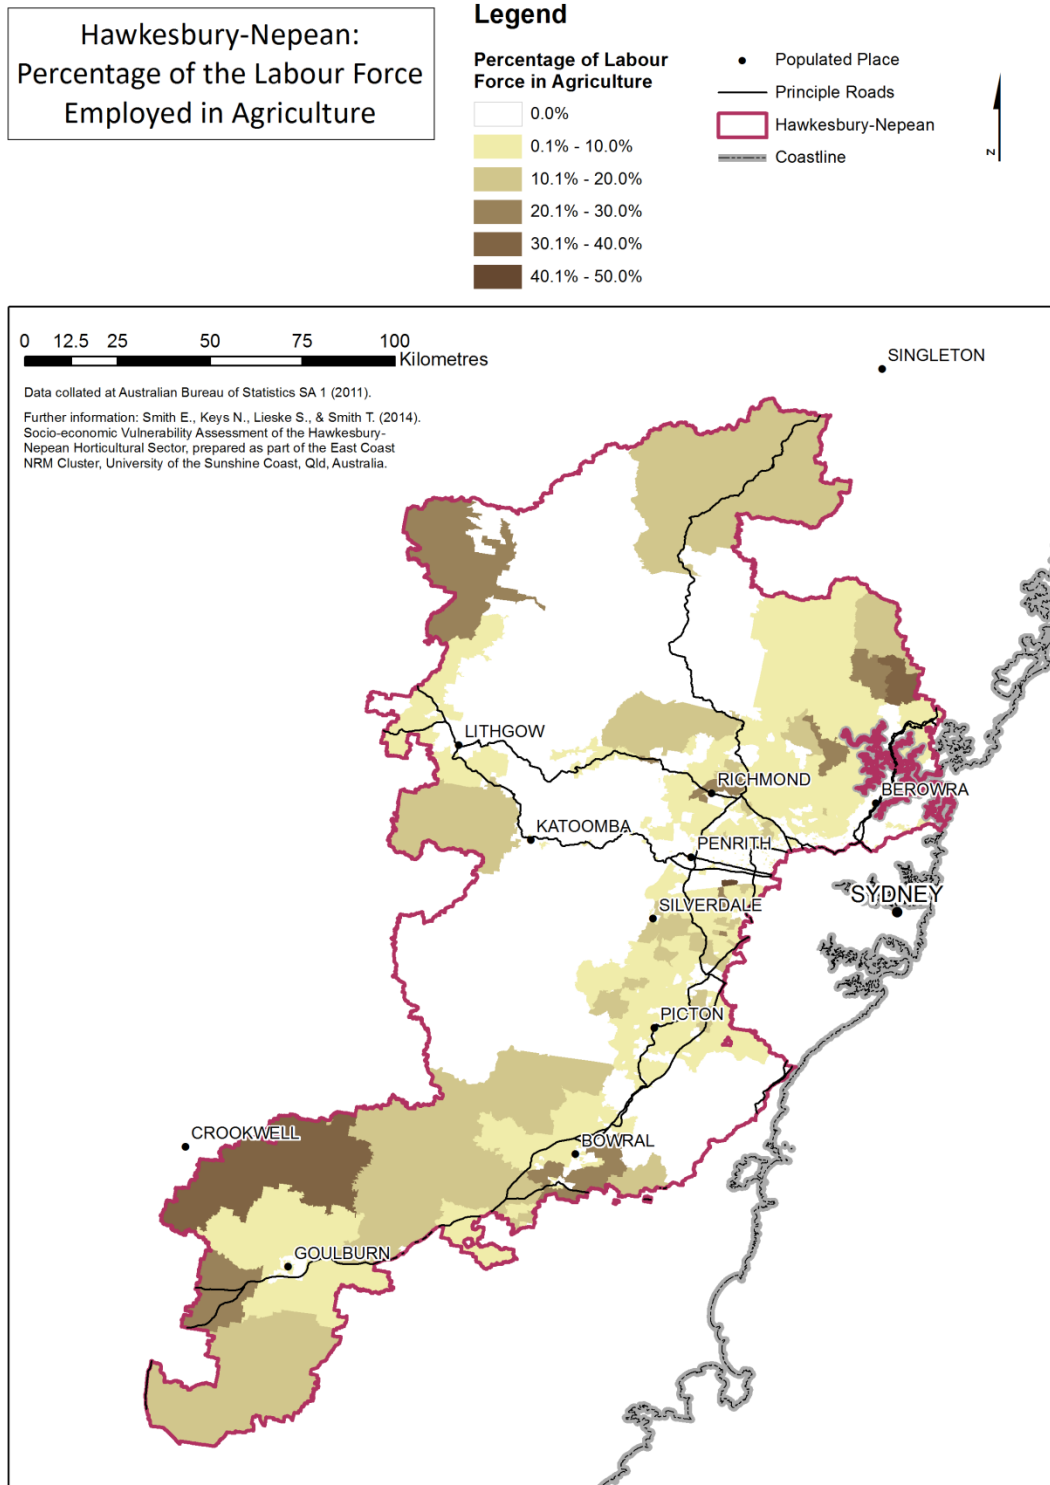 Hawkesbury-Nepean:
Percentage of the Labour Force
Employed in Agriculture
Legend
Percentage of Labour
Force in Agriculture
0.0%
0.1% - 10.0%
10.1% - 20.0%
20.1% - 30.0%
30.1% - 40.0%
40.1% - 50.0%
Populated Place
Principle Roads
Hawkesbury-Nepean
Coastline
N
0 12.5 25 50 75 100
Kilometres
Data collated at Australian Bureau of Statistics SA 1 (2011).
Further information: Smith E., Keys N., Lieske S., & Smith T. (2014).
Socio-economic Vulnerability Assessment of the Hawkesbury-
Nepean Horticultural Sector, prepared as part of the East Coast
NRM Cluster, University of the Sunshine Coast, Qld, Australia.
SINGLETON
LITHGOW
RICHMOND
BEROWRA
KATOOMBA
PENRITH
SYDNEY
SILVERDALE
PICTON
CROOKWELL
BOWRAL
GOULBURN